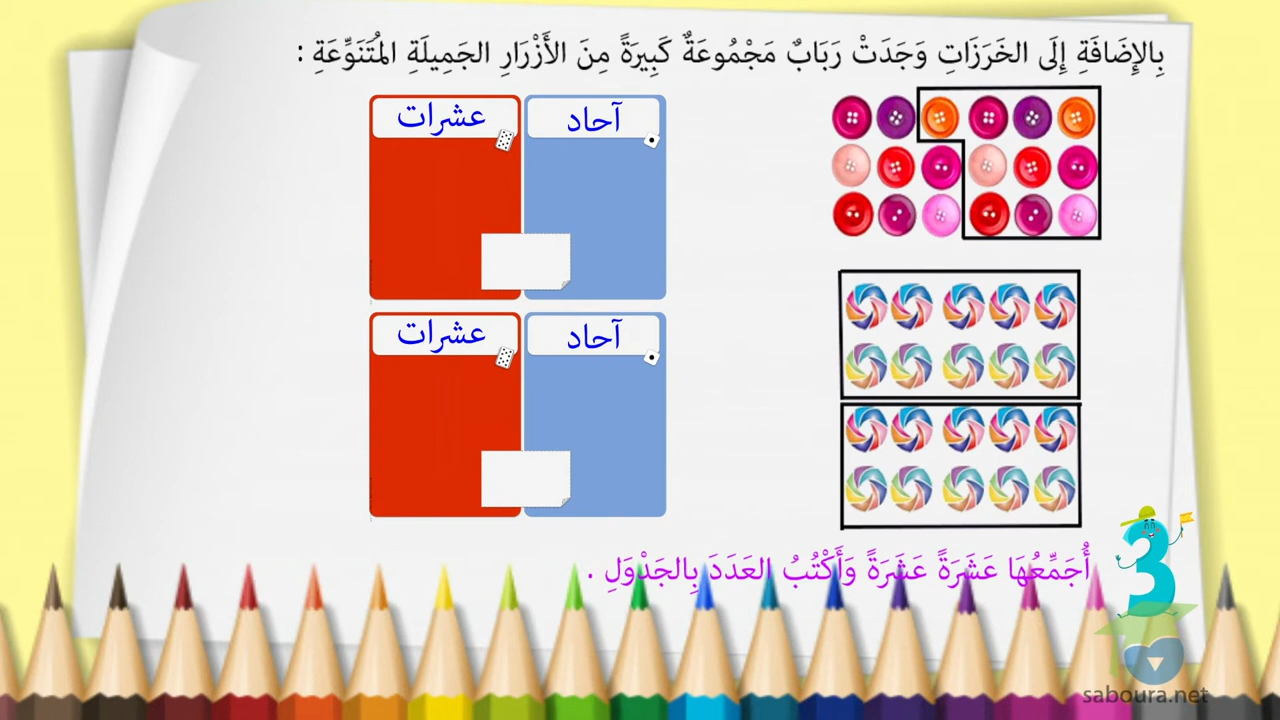 بِالإِضَافَةِ إِلَى الخَرَزَاتِ وَجَدَتْ رَبَابٌ مَجْمُوعَةً كَبِيرَةً مِنَ الأَزْرَارِ الجَمِيلَةِ المُتَنَوِّعَةِ :
آحاد عشرات
آحاد عشرات
3
أُجَمِّعُهَا عَشَرَةً عَشَرَةً وَأَكْتُبُ العَدَدَ بِالجَدْوَلِ .
saboura.net